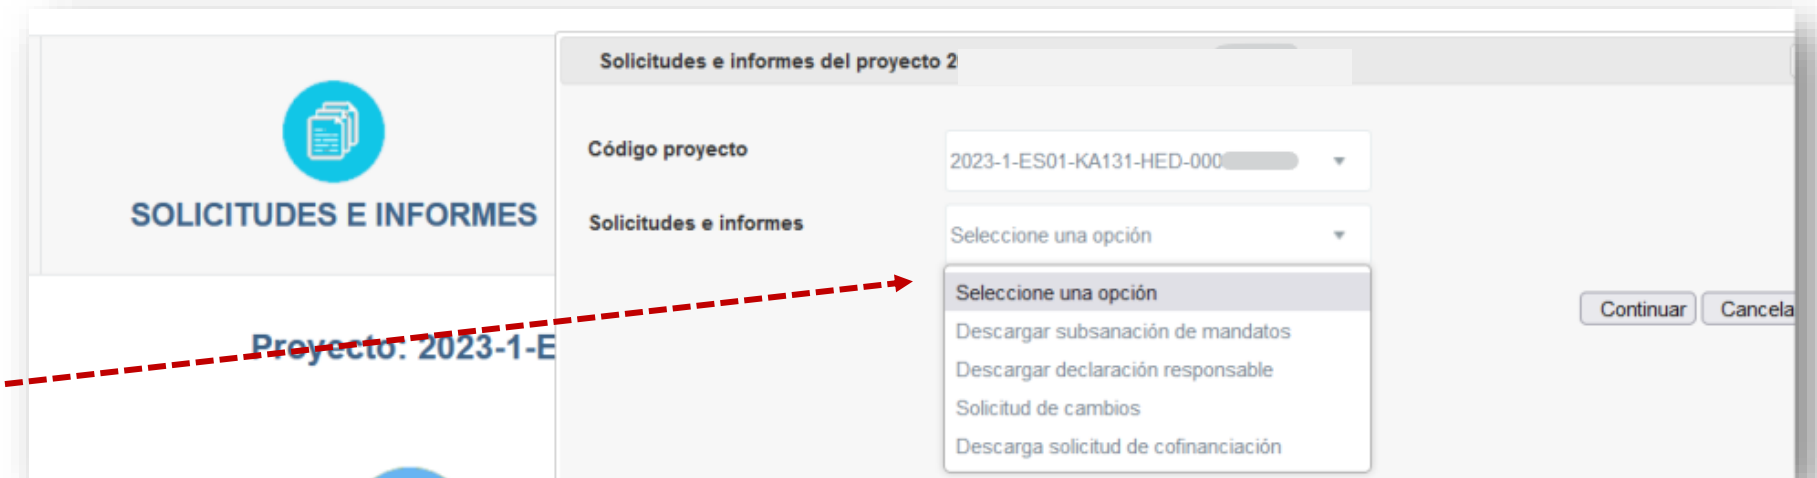 Solicitudes e informes del proyecto 2
Código proyecto
2023-1-ES01-KA131-HED-000
SOLICITUDES E INFORMES
Solicitudes e informes
Seleccione una opción
Seleccione una opción
Descargar subsanación de mandatos
Descargar declaración responsable
Solicitud de cambios
Descarga solicitud de cofinanciación
Continuar
Cancela
Proyecto: 2023-1-E